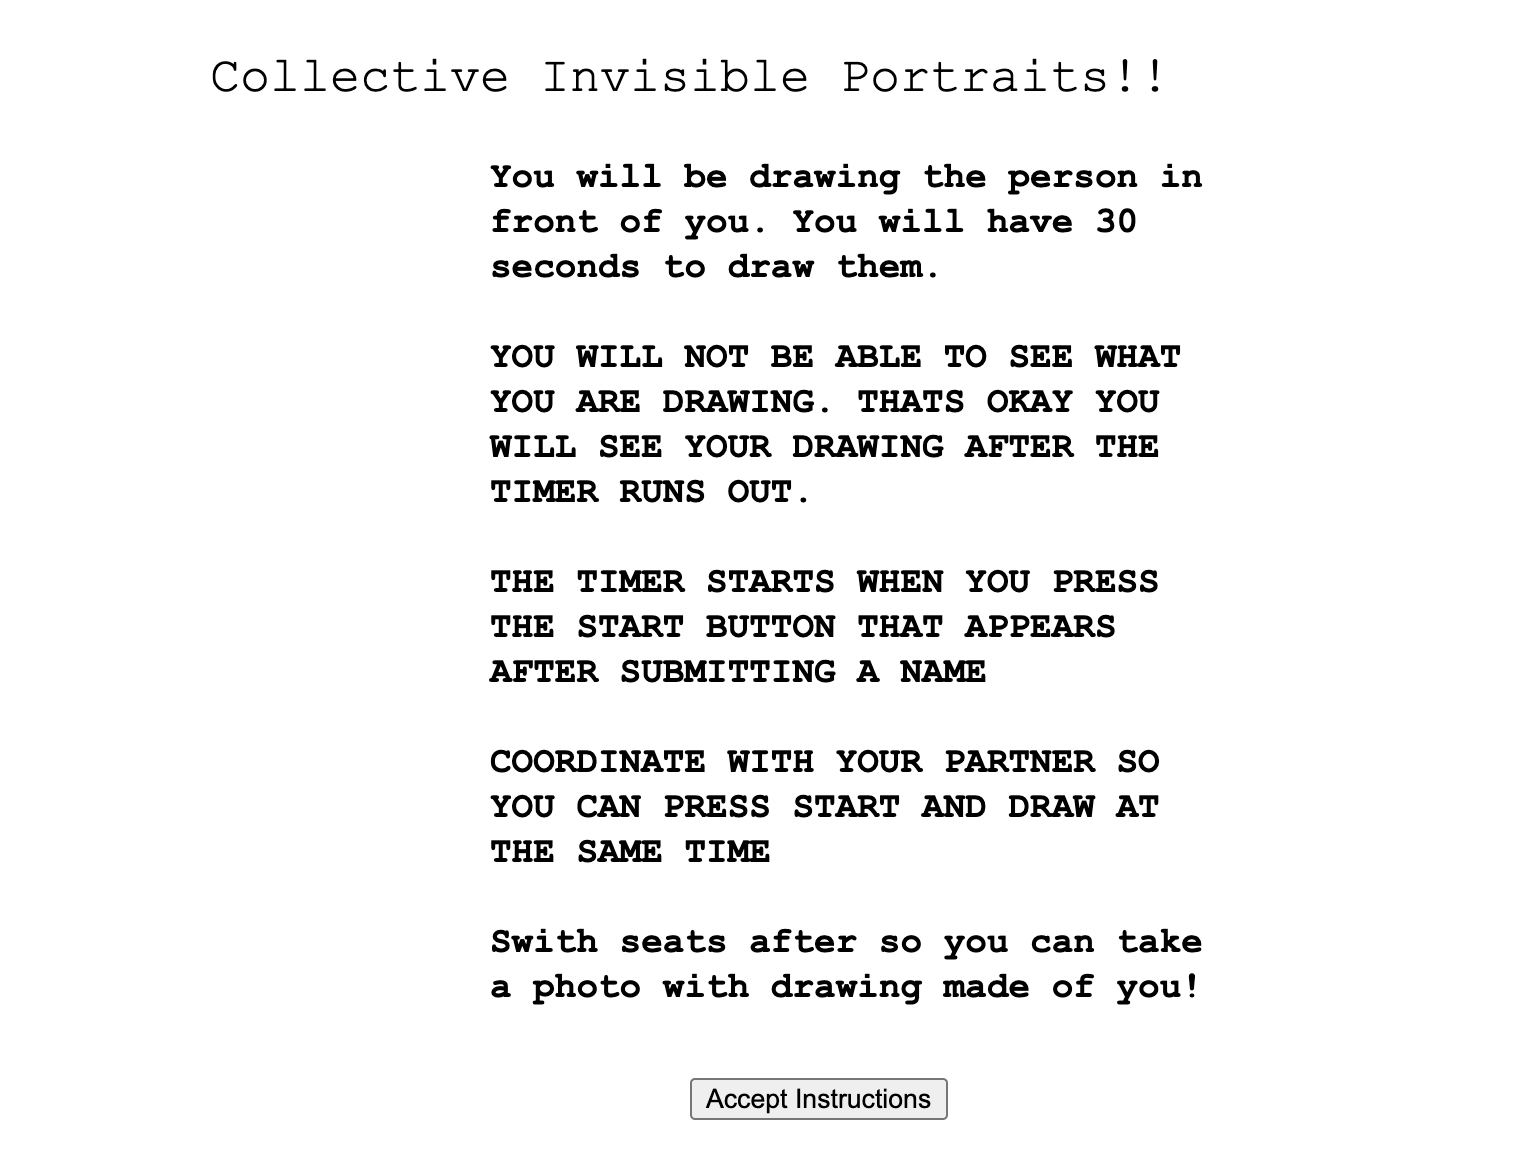 Collective Invisible Portraits!!
You will be drawing the person in
front of you. You will have 30
seconds to draw them.
YOU WILL NOT BE ABLE TO SEE WHAT
YOU ARE DRAWING. THATS OKAY YOU
WILL SEE YOUR DRAWING AFTER THE
TIMER RUNS OUT.
THE TIMER STARTS WHEN YOU PRESS
THE START BUTTON THAT APPEARS
AFTER SUBMITTING A NAME
COORDINATE WITH YOUR PARTNER SO
YOU CAN PRESS START AND DRAW AT
THE SAME TIME
Swith seats after so you can take
a photo with drawing made of you!
Accept Instructions